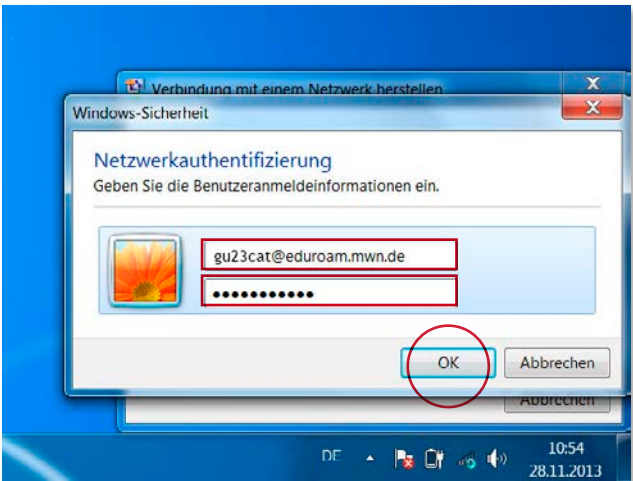 Verbindung mit einem Netzwerk herstellen
Windows-Sicherheit
Netzwerkauthentifizierung
Geben Sie die Benutzeranmeldeinformationen ein.
gu23cat@eduroam.mwn.de
●●●●●●●●●●●
OK
Abbrechen
Abbrechen
DE
10:54
28.11.2013